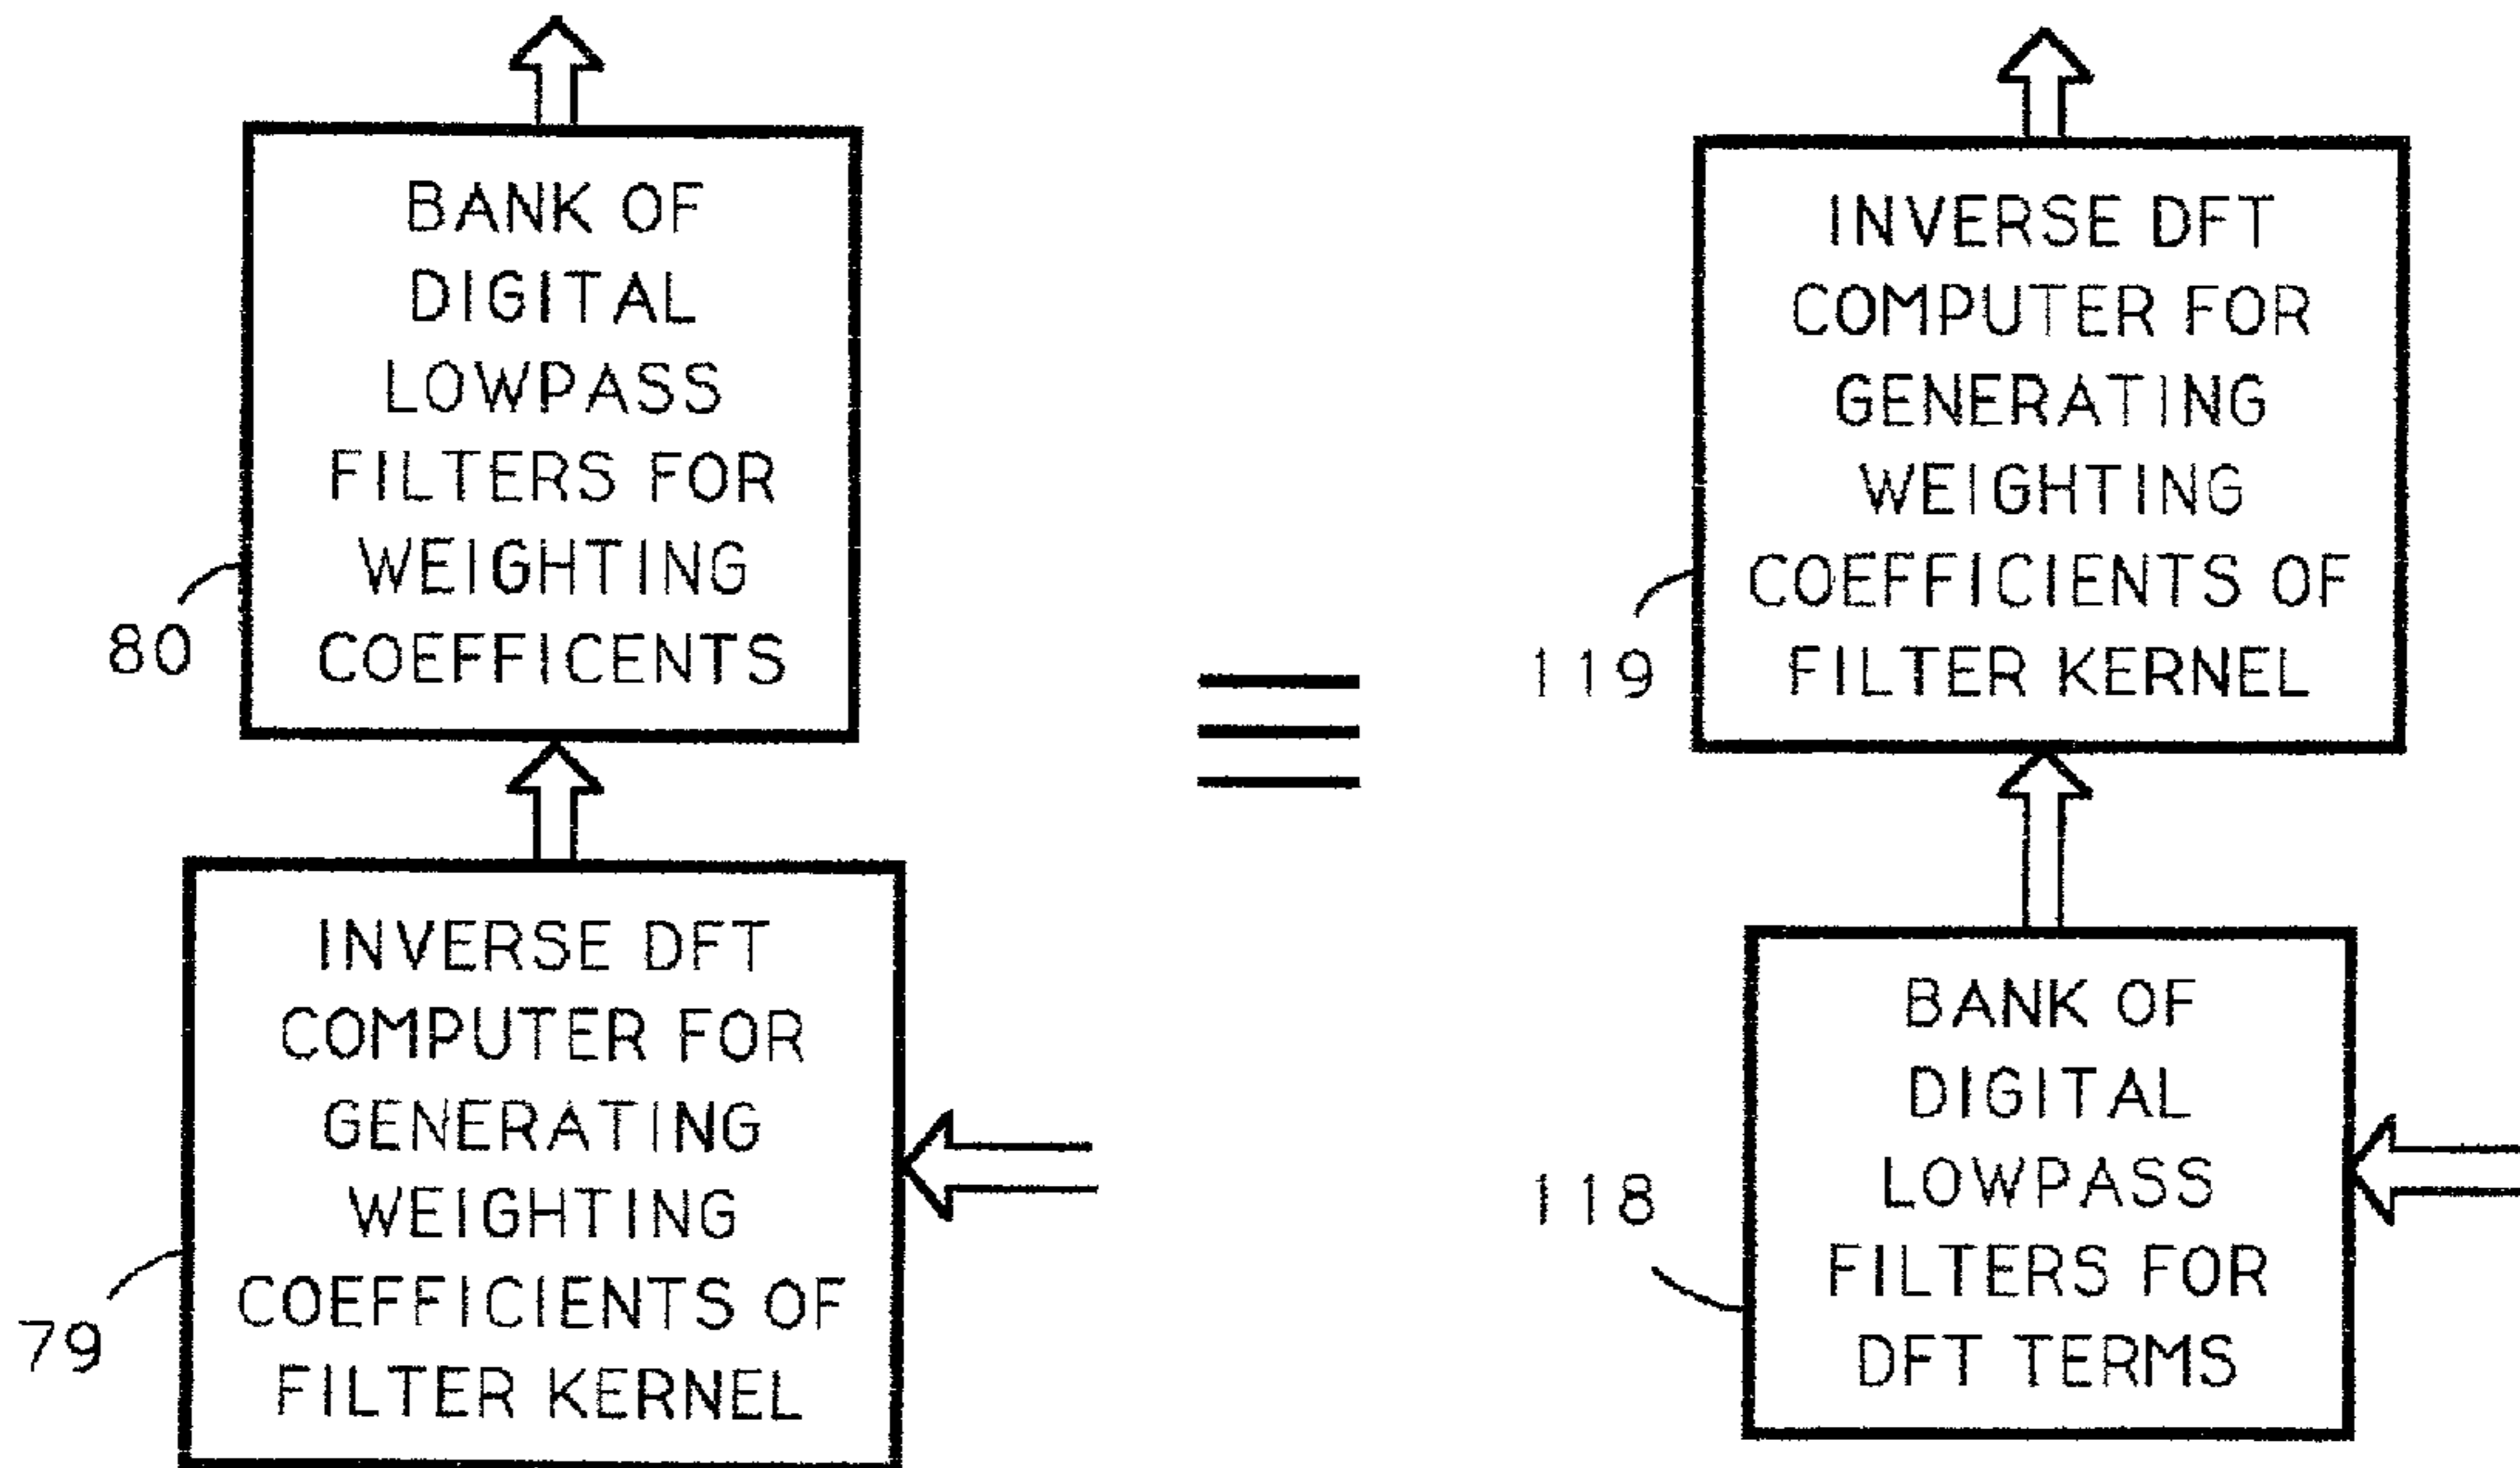 BANK OF
DIGITAL
LOWPASS
FILTERS FOR
WEIGHTING
COEFFICENTS
80
INVERSE DFT
COMPUTER FOR
GENERATING
WEIGHTING
COEFFICIENTS OF
FILTER KERNEL
79
INVERSE DFT
COMPUTER FOR
GENERATING
WEIGHTING
COEFFICIENTS OF
FILTER KERNEL
119
BANK OF
DIGITAL
LOWPASS
FILTERS FOR
DFT TERMS
118